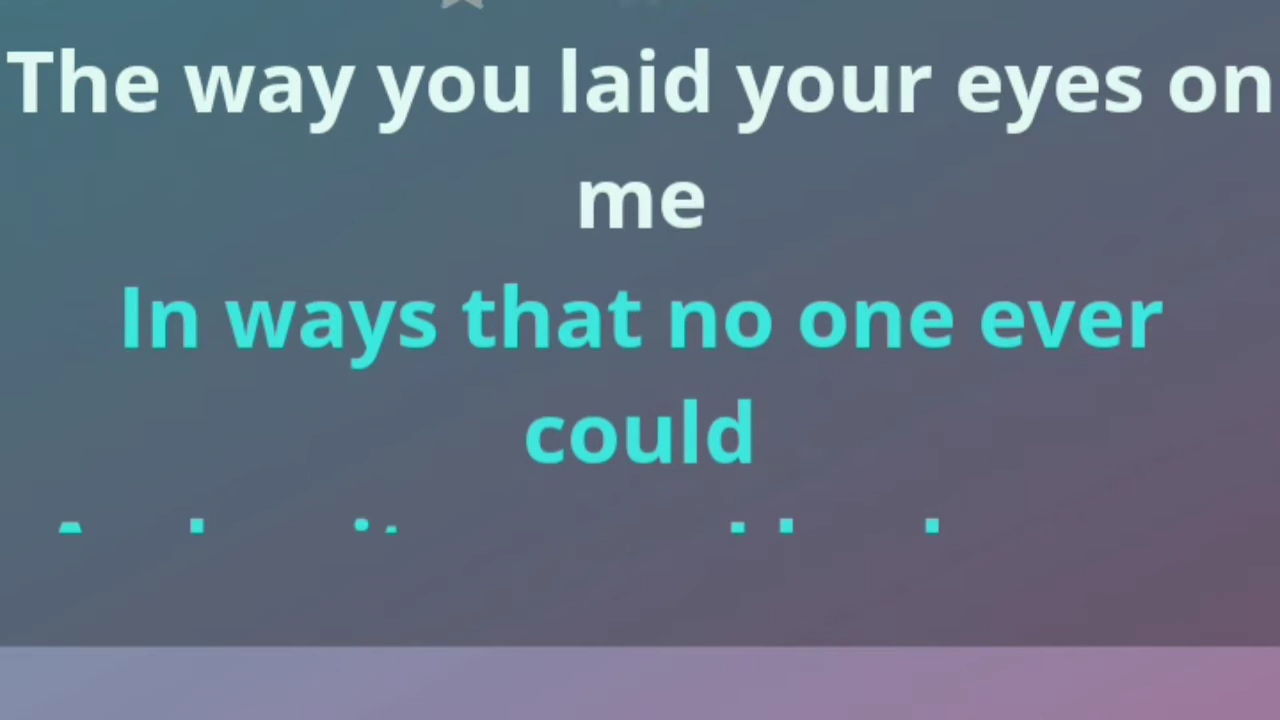 The way you laid your eyes on
me
In ways that no one ever
could